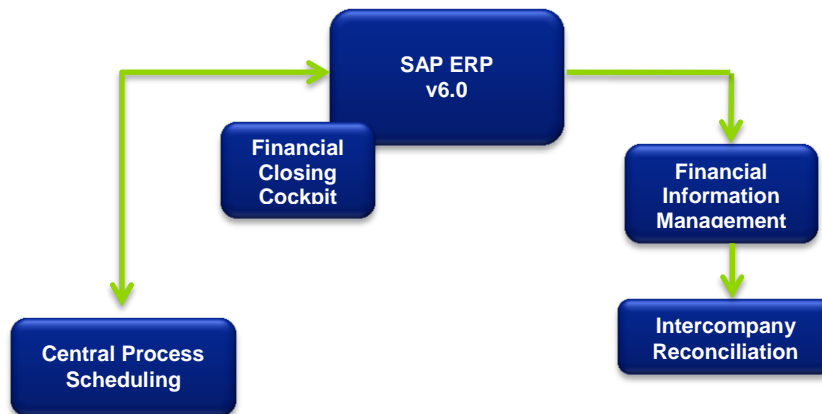 SAP ERP
v6.0
Financial
Closing
Cockpit
Financial
Information
Management
Intercompany
Reconciliation
Central Process
Scheduling